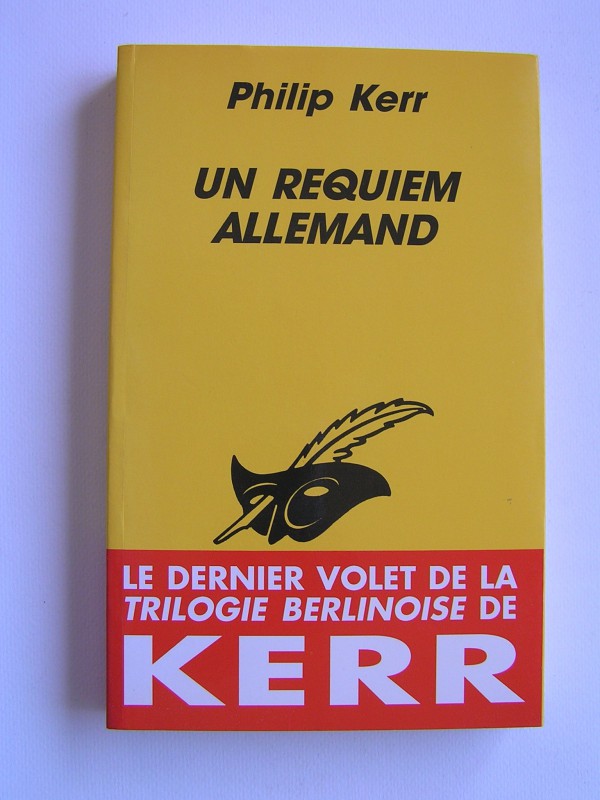 Philip Kerr
UN REQUIEM
ALLEMAND
LE DERNIER VOLET DE LA
TRILOGIE BERLINOISE DE
KERR